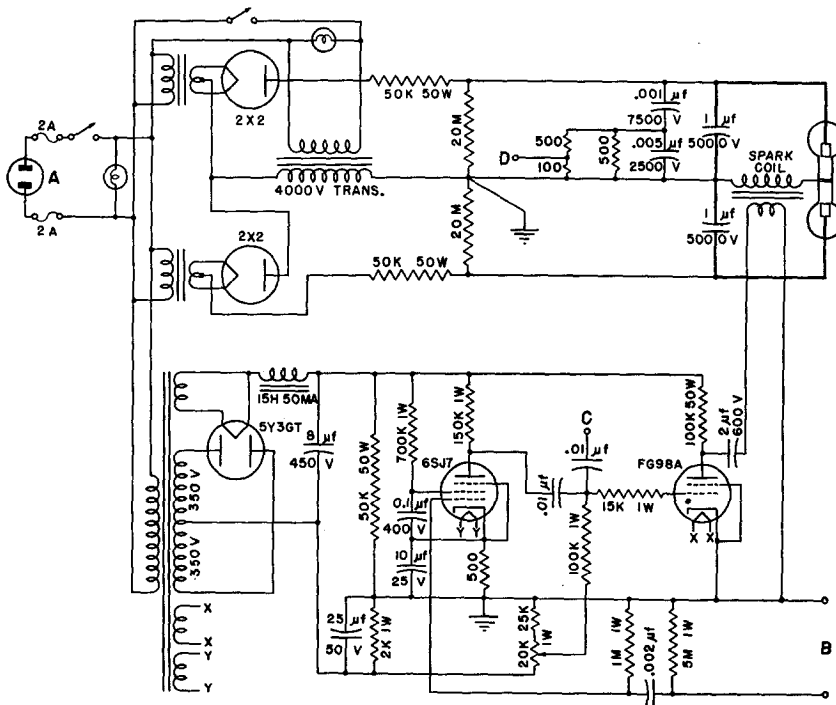 2A
A
2A
2X2
50K 50W
20M
.001 μf
7500 V
1 μf
5000 V
D
500
100
500
.005 μf
2500 V
SPARK
COIL
4000V TRANS.
2X2
20M
50K 50W
1 μf
5000 V
15H 50MA
5Y3GT
8 μf
450 V
350V
350V
X
X
Y
Y
50K 50W
700K 1W
150K 1W
6SJ7
0.1 μf
400 V
10 μf
25 V
Y Y
500
.01 μf
C
.01 μf
100K 1W
15K 1W
100K 50W
FG98A
X X
2 μf
600V
25 μf
50 V
2K 1W
20K 25K
1W
1M 1W
.002 μf
5M 1W
B